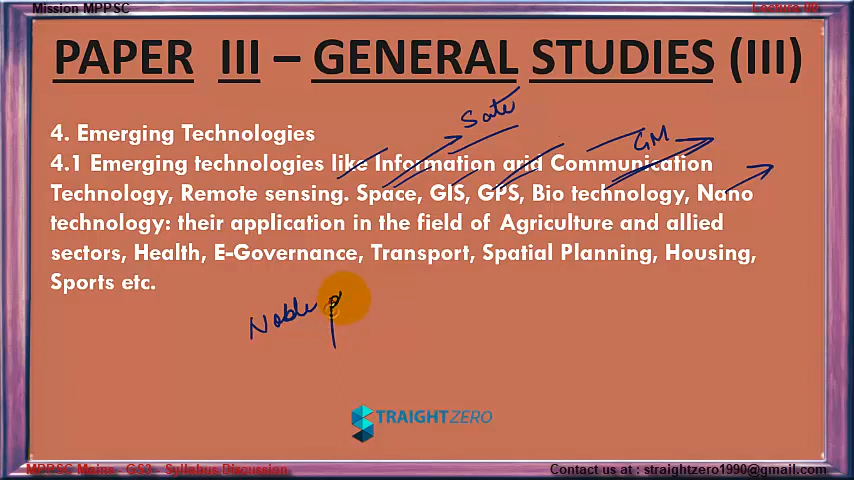 Mission MPPSC
PAPER III – GENERAL STUDIES (III)
Sate
GM
4. Emerging Technologies
4.1 Emerging technologies like Information and Communication
Technology, Remote sensing. Space, GIS, GPS, Bio technology, Nano
technology: their application in the field of Agriculture and allied
sectors, Health, E-Governance, Transport, Spatial Planning, Housing,
Sports etc.
Noble p
STRAIGHTZERO
MPPSC Mains - GS3 - Syllabus Discussion
Contact us at : straightzero1990@gmail.com